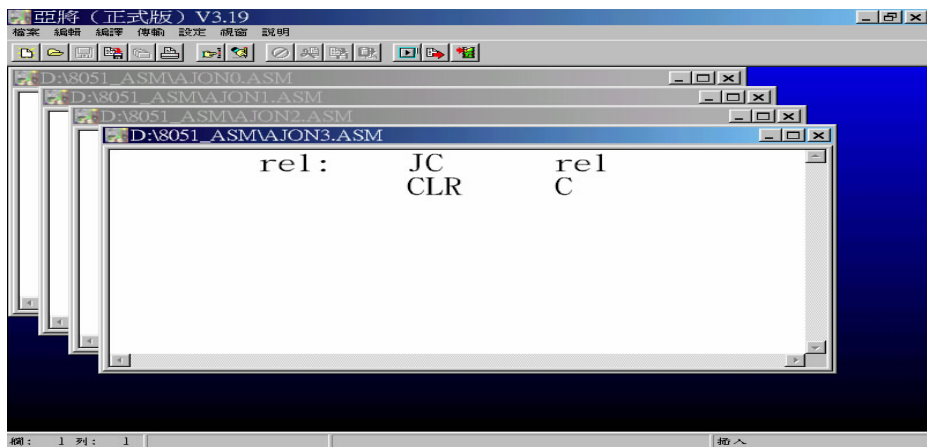 亞將（正式版）V3.19
檔案 編輯 編譯 傳輸 設定 視窗 說明
D:\8051_ASM\AJON0.ASM
D:\8051_ASM\AJON1.ASM
D:\8051_ASM\AJON2.ASM
D:\8051_ASM\AJON3.ASM
rel: JC rel
CLR C
欄: 1 列: 1 插入